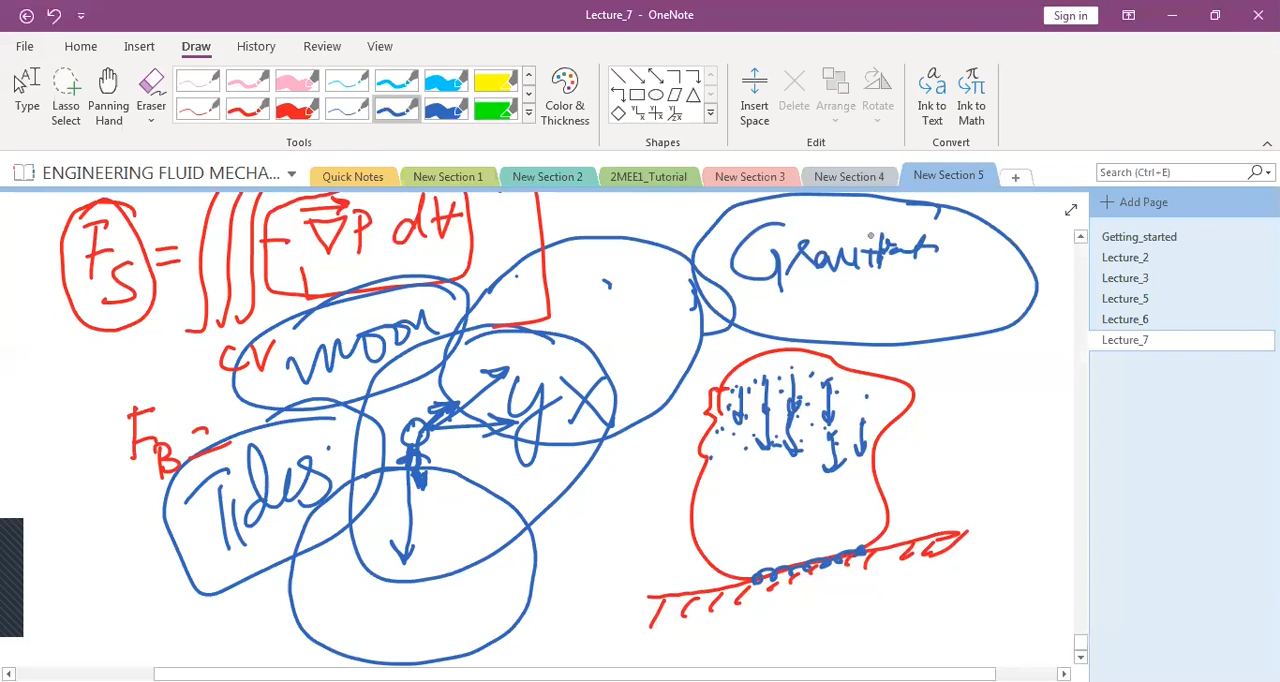 Lecture_7 - OneNote
Sign in
File Home Insert Draw History Review View
Type
Lasso Select
Panning Hand
Eraser
Color & Thickness
Insert Space
Delete
Arrange
Rotate
Ink to Text
Ink to Math
Tools
Shapes
Edit
Convert
ENGINEERING FLUID MECHA...
Quick Notes
New Section 1
New Section 2
2MEE1_Tutorial
New Section 3
New Section 4
New Section 5
Search (Ctrl+E)
Add Page
Getting_started
Lecture_2
Lecture_3
Lecture_5
Lecture_6
Lecture_7
F_S = ∭ - ∇P dV
CV
moon
F_B =
Tides